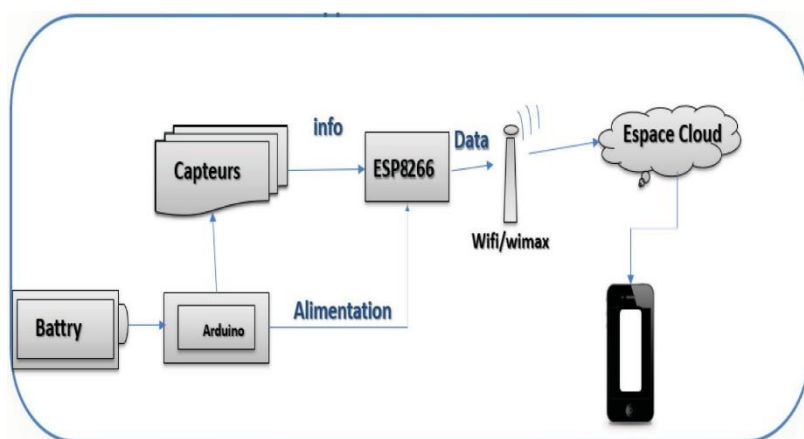 info
Data
Espace Cloud
Capteurs
ESP8266
Wifi/wimax
Alimentation
Battry
Arduino